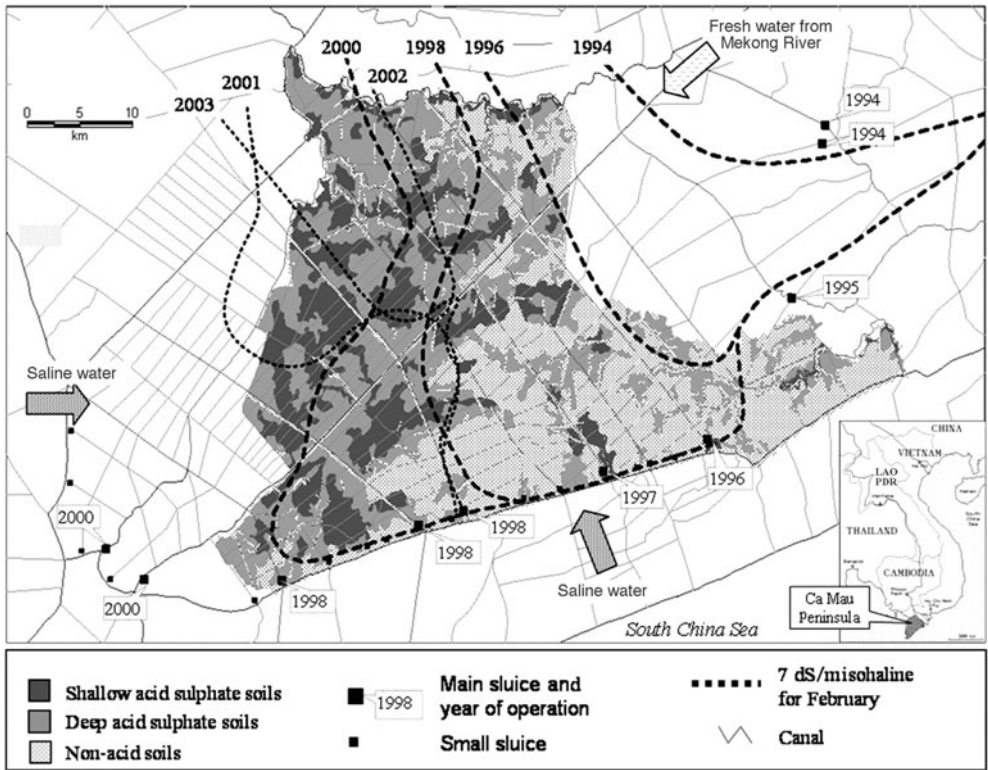 Fresh water from
Mekong River
2000
1998
1996
1994
2001
2002
2003
0
5
10
km
1994
1994
1995
Saline water
CHINA
VIETNAM
LAO
PDR
THAILAND
CAMBODIA
South
China
Sea
Ca Mau
Peninsula
1996
1997
1998
1998
2000
2000
1998
Saline water
South China Sea
Shallow acid sulphate soils
Deep acid sulphate soils
Non-acid soils
1998
Main sluice and
year of operation
Small sluice
7 dS/misohaline
for February
Canal